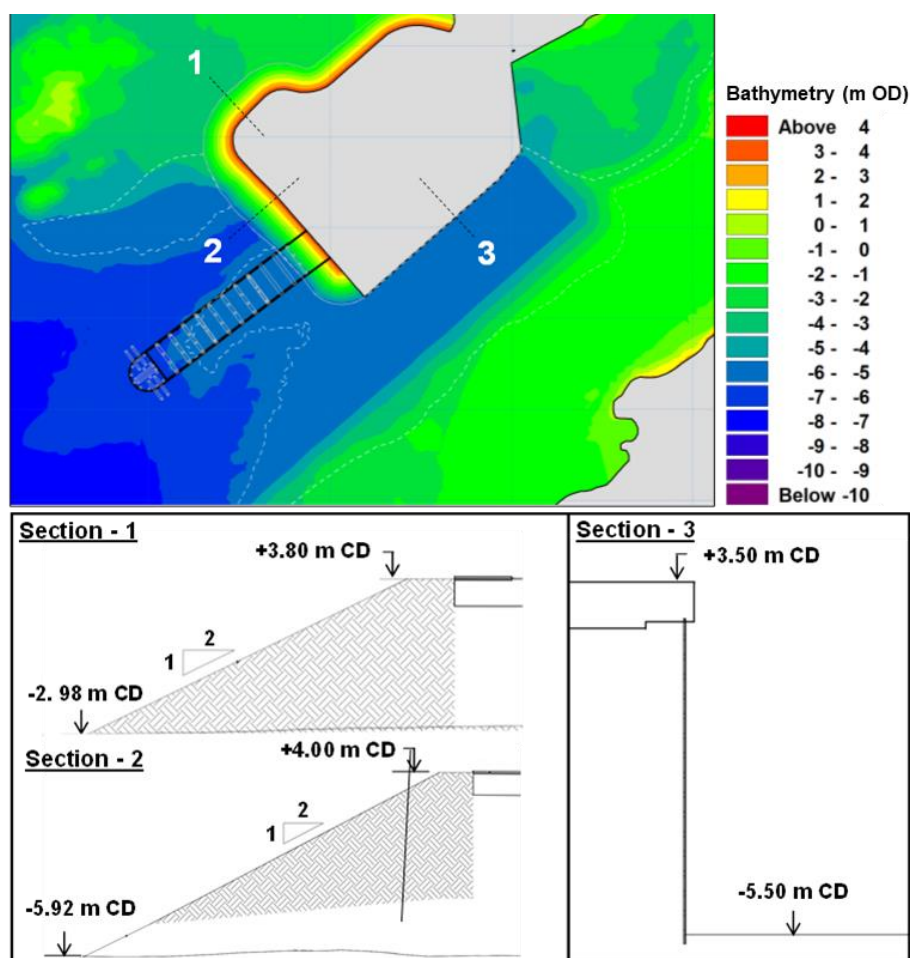 1
2
3
Bathymetry (m OD)
Above 4
3 - 4
2 - 3
1 - 2
0 - 1
-1 - 0
-2 - -1
-3 - -2
-4 - -3
-5 - -4
-6 - -5
-7 - -6
-8 - -7
-9 - -8
-10 - -9
Below -10
Section - 1
+3.80 m CD
2
1
-2. 98 m CD
Section - 2
+4.00 m CD
2
1
-5.92 m CD
Section - 3
+3.50 m CD
-5.50 m CD